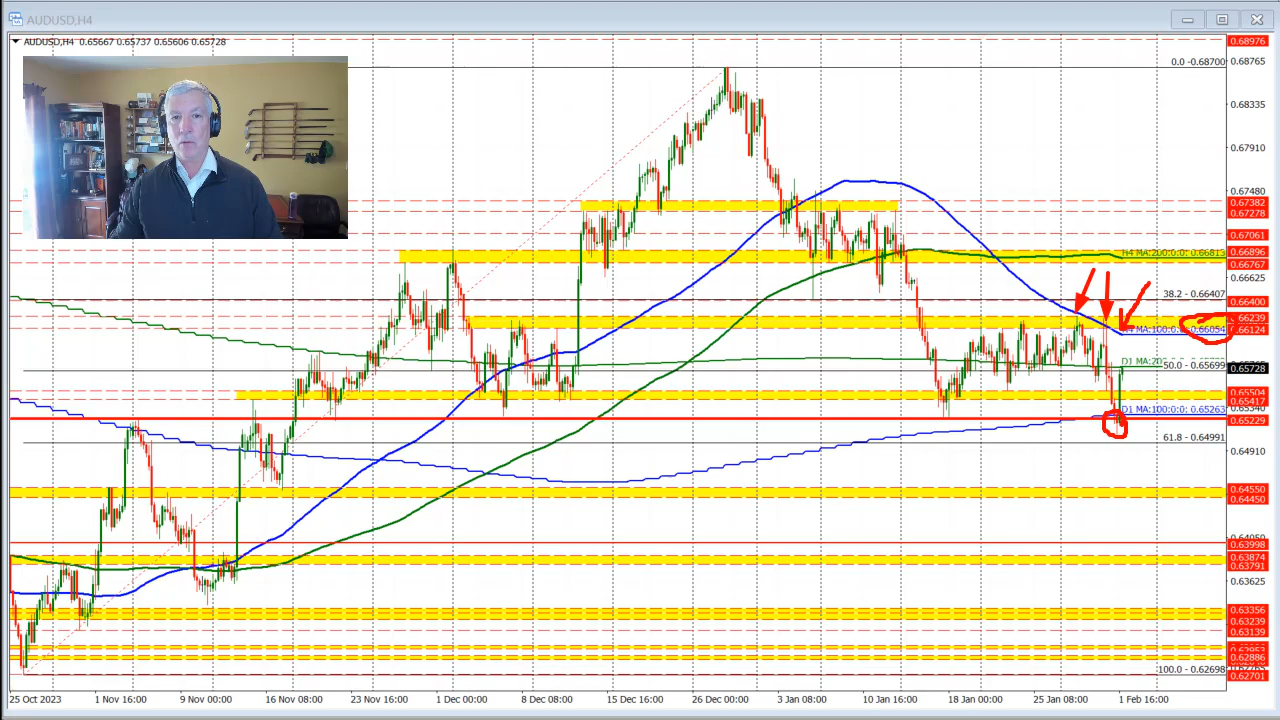 AUDUSD,H4
AUDUSD,H4 0.65667 0.65737 0.65606 0.65728
0.68976
0.0 -0.68700
0.68765
0.68335
0.67910
0.67480
0.67382
0.67278
0.67061
0.66896
H4 MA:200:0:0: 0.66813
0.66767
0.66625
38.2 - 0.66407
0.66400
0.66239
0.66124
MA:100:0:0: 0.66054
D1 MA:20
50.0 - 0.65699
0.65728
0.65504
0.65417
D1 MA:100:0:0: 0.65263
0.65340
0.65229
61.8 - 0.64991
0.64910
0.64550
0.64450
0.64050
0.63998
0.63874
0.63791
0.63625
0.63356
0.63239
0.63139
0.62886
100.0 - 0.62698
0.62701
25 Oct 2023
1 Nov 16:00
9 Nov 00:00
16 Nov 08:00
23 Nov 16:00
1 Dec 00:00
8 Dec 08:00
15 Dec 16:00
26 Dec 00:00
3 Jan 08:00
10 Jan 16:00
18 Jan 00:00
25 Jan 08:00
1 Feb 16:00